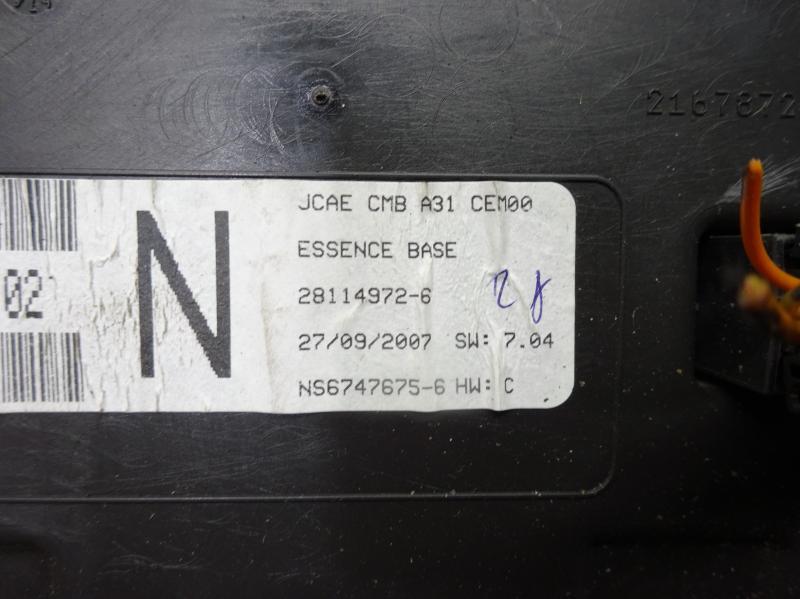 914
2167872
JCAE CMB A31 CEM00
ESSENCE BASE
02
N
28114972-6
27/09/2007 SW: 7.04
NS6747675-6 HW: C